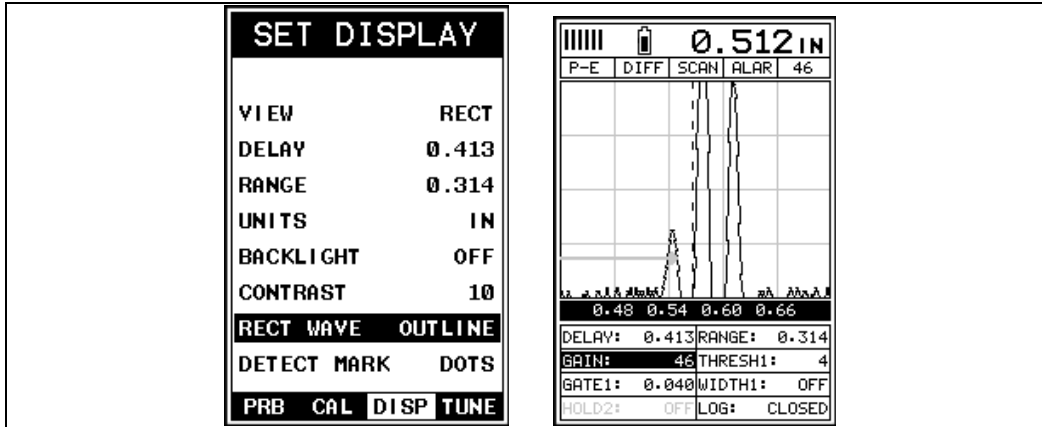 SET DISPLAY
VIEW RECT
DELAY 0.413
RANGE 0.314
UNITS IN
BACKLIGHT OFF
CONTRAST 10
RECT WAVE OUTLINE
DETECT MARK DOTS
PRB CAL DISP TUNE
0.512 IN
P-E DIFF SCAN ALAR 46
0.48 0.54 0.60 0.66
DELAY: 0.413 RANGE: 0.314
GAIN: 46 THRESH1: 4
GATE1: 0.040 WIDTH1: OFF
HOLD2: OFF LOG: CLOSED